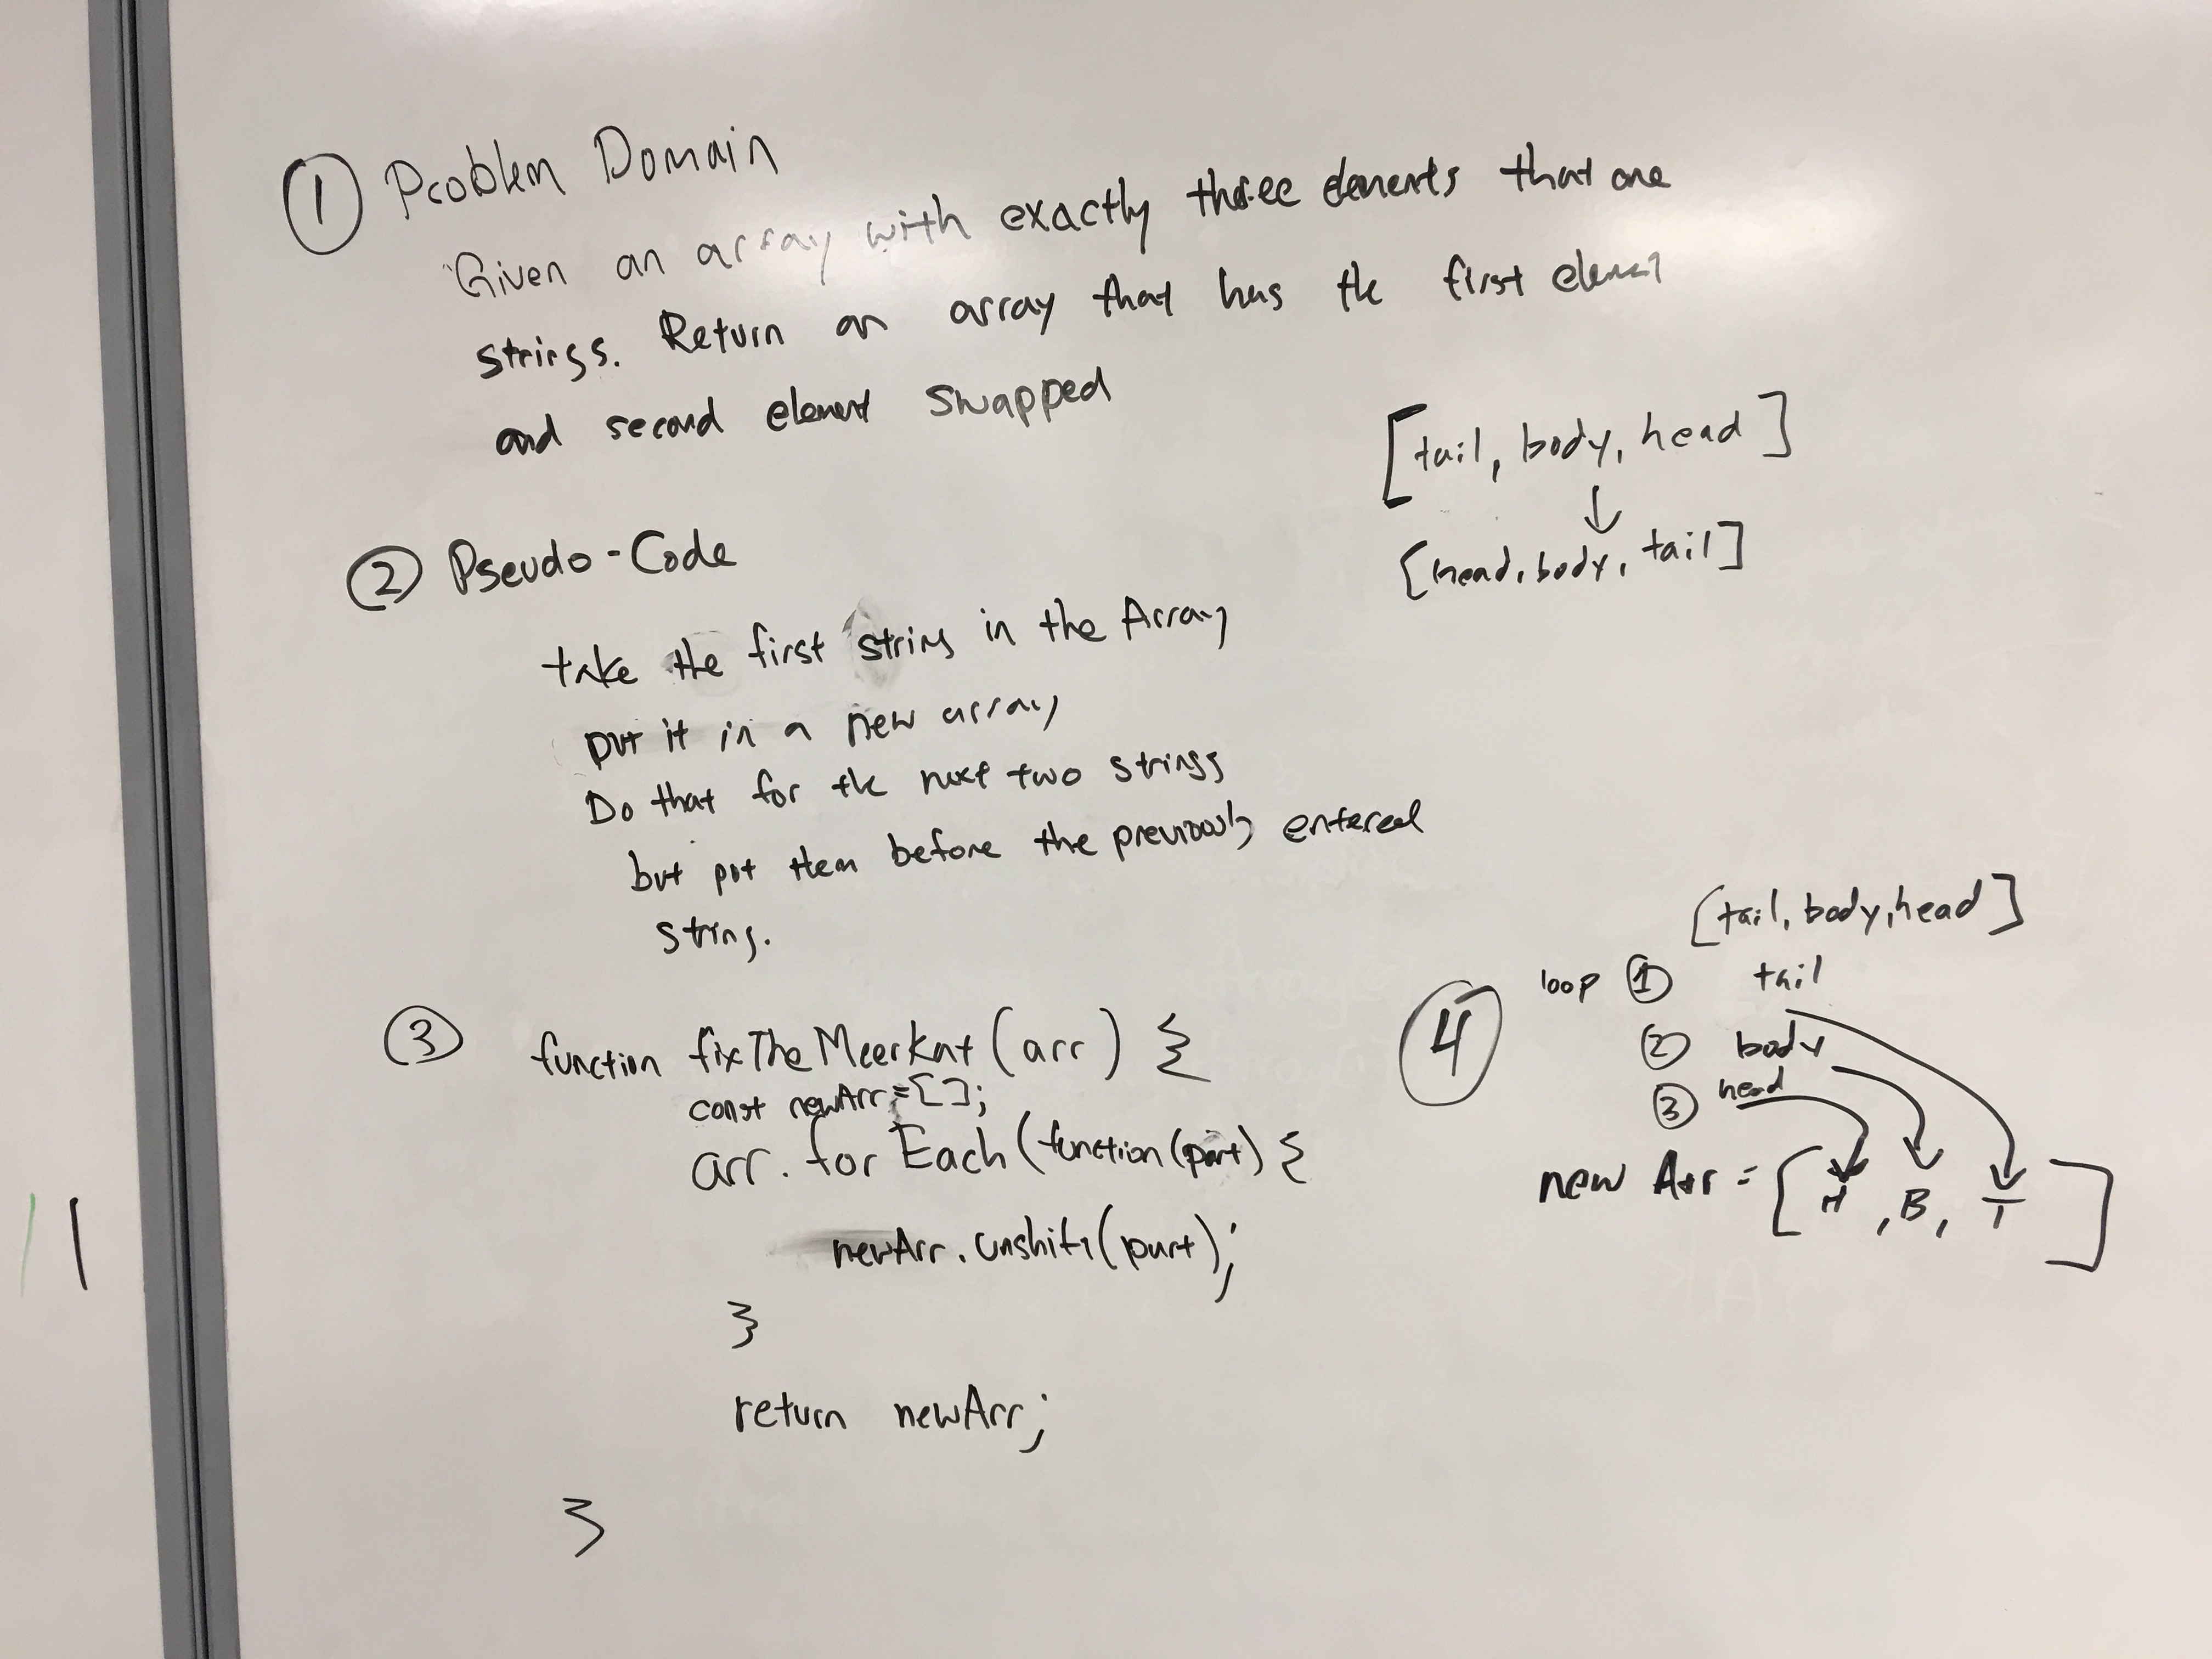 1 Problem Domain
Given an array with exactly three elements that are
strings. Return an array that has the first element
and second element swapped
[tail, body, head]
↓
[head, body, tail]
2 Pseudo-Code
take the first string in the Array
put it in a new array
Do that for the next two strings
but put them before the previously entered
string.
3 function fixTheMeerkat(arr) {
const newArr = [];
arr.forEach(function(part) {
newArr.unshift(part);
}
return newArr;
}
4
[tail, body, head]
loop 1 tail
2 body
3 head
new Arr = [H, B, T]